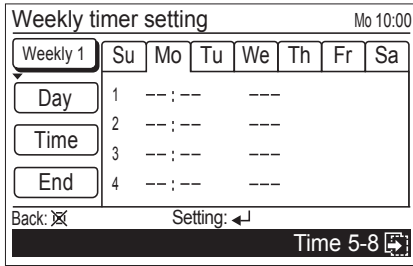 Weekly timer setting Mo 10:00
Weekly 1 Su Mo Tu We Th Fr Sa
Day 1 --:-- ---
2 --:-- ---
Time
3 --:-- ---
End 4 --:-- ---
Back: Setting:
Time 5-8